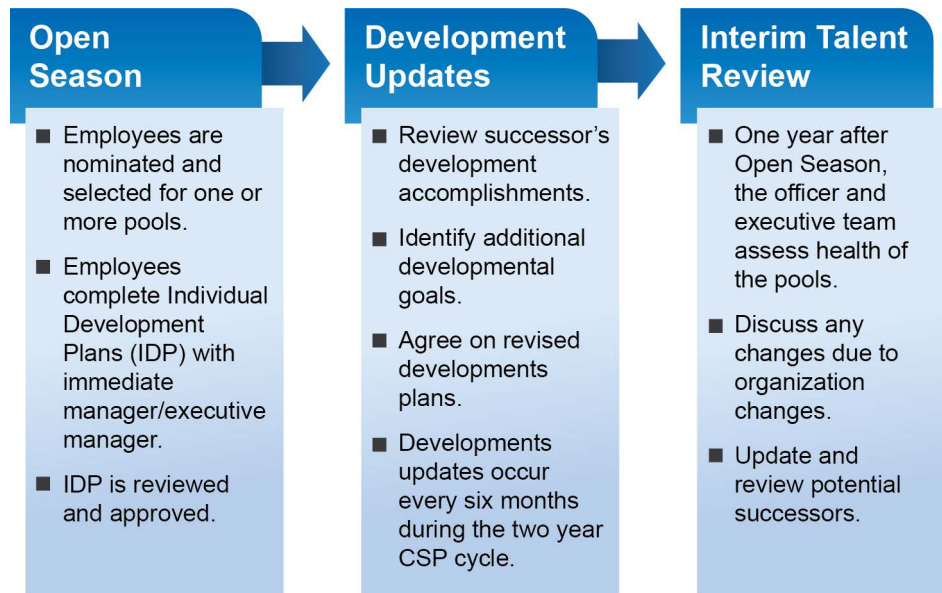 Open
Season
■ Employees are
nominated and
selected for one or
more pools.
■ Employees
complete Individual
Development
Plans (IDP) with
immediate
manager/executive
manager.
■ IDP is reviewed
and approved.
Development
Updates
■ Review successor’s
development
accomplishments.
■ Identify additional
developmental
goals.
■ Agree on revised
developments
plans.
■ Developments
updates occur
every six months
during the two year
CSP cycle.
Interim Talent
Review
■ One year after
Open Season,
the officer and
executive team
assess health of
the pools.
■ Discuss any
changes due to
organization
changes.
■ Update and
review potential
successors.